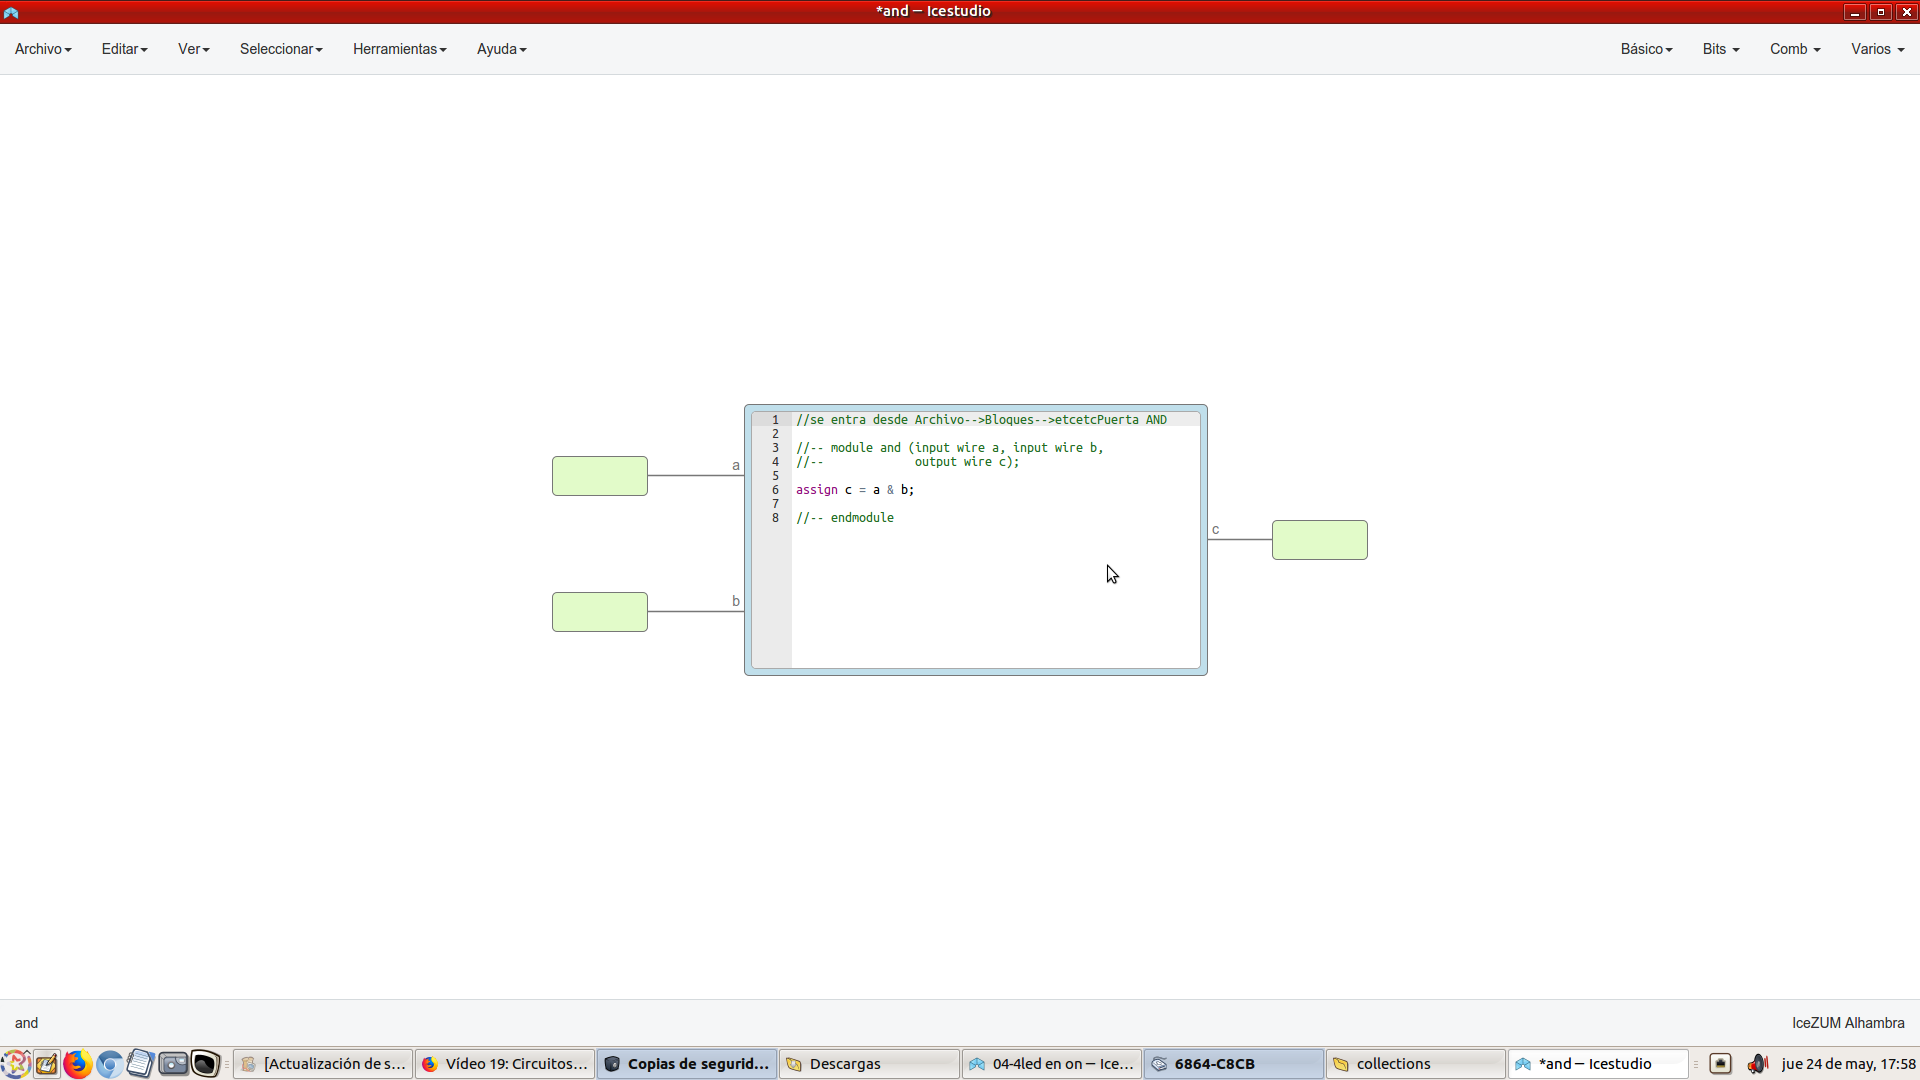 *and — Icestudio
Archivo Editar Ver Seleccionar Herramientas Ayuda Básico Bits Comb Varios
1 //se entra desde Archivo-->Bloques-->etcetcPuerta AND
2
3 //-- module and (input wire a, input wire b,
4 //--             output wire c);
5
6 assign c = a & b;
7
8 //-- endmodule
a
b
c
and IceZUM Alhambra
[Actualización de s... Vídeo 19: Circuitos... Copias de segurid... Descargas 04-4led en on — Ice... 6864-C8CB collections *and — Icestudio jue 24 de may, 17:58